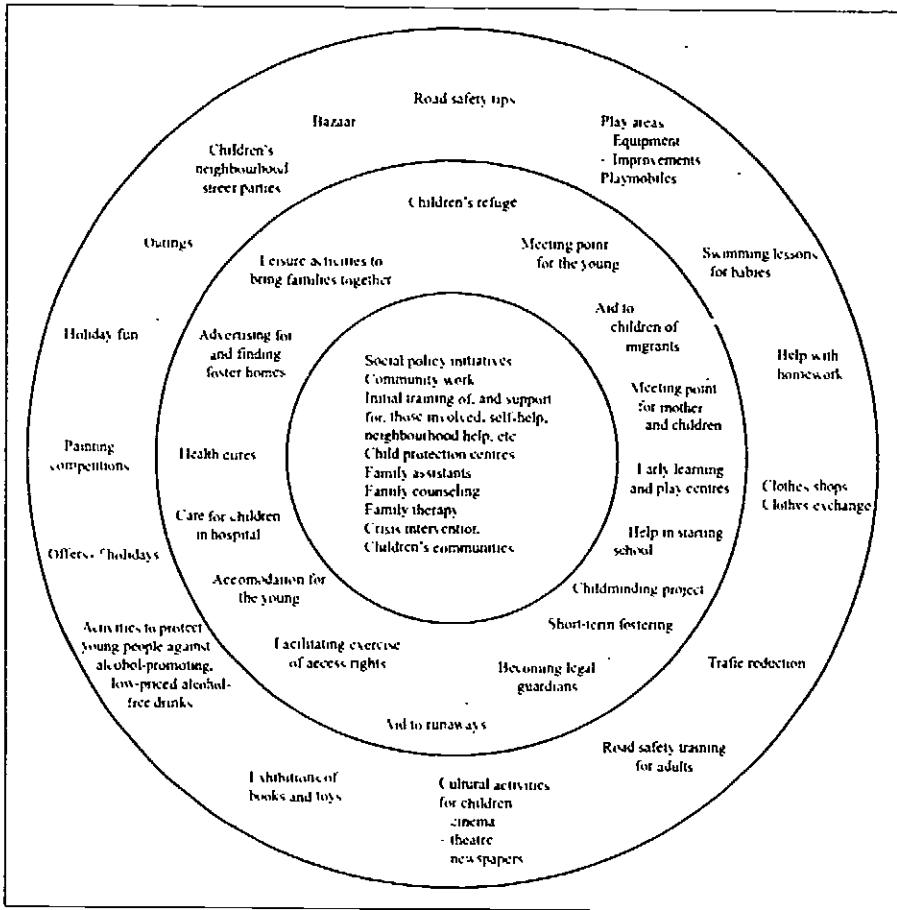 Road safety tips
Bazaar
Play areas
Equipment
- Improvements
Playmobiles
Children's
neighbourhood
street parties
Children's refuge
Meeting point
for the young
Outings
Leisure activities to
bring families together
Swimming lessons
for babies
Holiday fun
Advertising for
and finding
foster homes
Aid to
children of
migrants
Help with
homework
Social policy initiatives
Community work
Initial training of, and support
for, those involved, self-help,
neighbourhood help, etc
Child protection centres
Family assistants
Family counseling
Family therapy
Crisis intervention
Children's communities
Meeting point
for mother
and children
Painting
competitions
Health cures
Early learning
and play centres
Clothes shops
Clothes exchange
Care for children
in hospital
Help in starting
school
Offers holidays
Accomodation for
the young
Childminding project
Activities to protect
young people against
alcohol-promoting,
low-priced alcohol-
free drinks
Facilitating exercise
of access rights
Short-term fostering
Becoming legal
guardians
Trafic reduction
Aid to runaways
Road safety training
for adults
Exhibitions of
books and toys
Cultural activities
for children
cinema
- theatre
newspapers